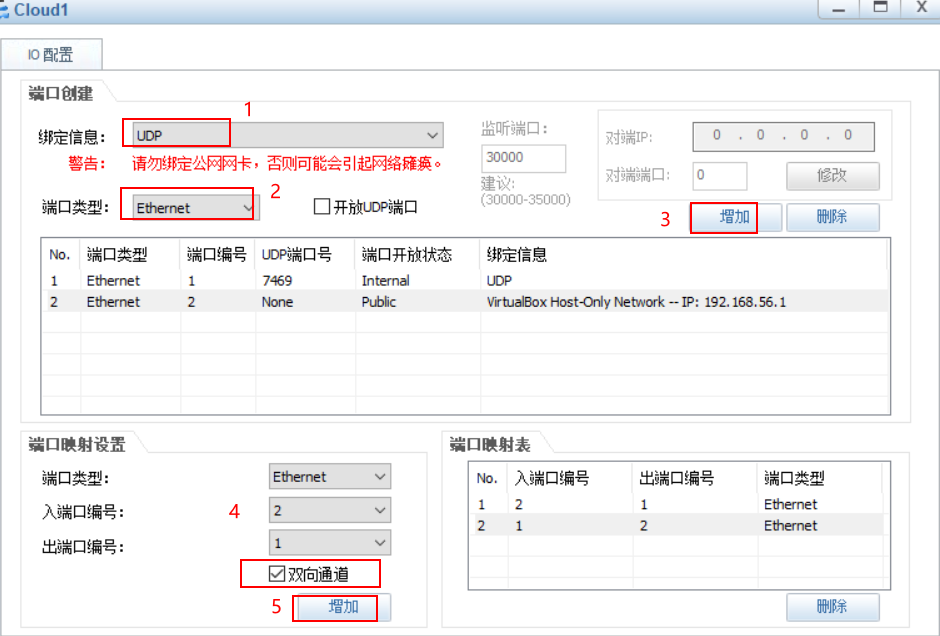 Cloud1
IO 配置
端口创建
1
绑定信息： UDP
监听端口：
30000
建议：
(30000-35000)
对端IP： 0 . 0 . 0 . 0
对端端口： 0 修改
警告： 请勿绑定公网网卡，否则可能会引起网络瘫痪。
2
端口类型： Ethernet 开放UDP端口
3 增加 删除
No. 端口类型 端口编号 UDP端口号 端口开放状态 绑定信息
1 Ethernet 1 7469 Internal UDP
2 Ethernet 2 None Public VirtualBox Host-Only Network -- IP: 192.168.56.1
端口映射设置
端口类型： Ethernet
入端口编号： 4 2
出端口编号： 1
双向通道
5 增加
端口映射表
No. 入端口编号 出端口编号 端口类型
1 2 1 Ethernet
2 1 2 Ethernet
删除